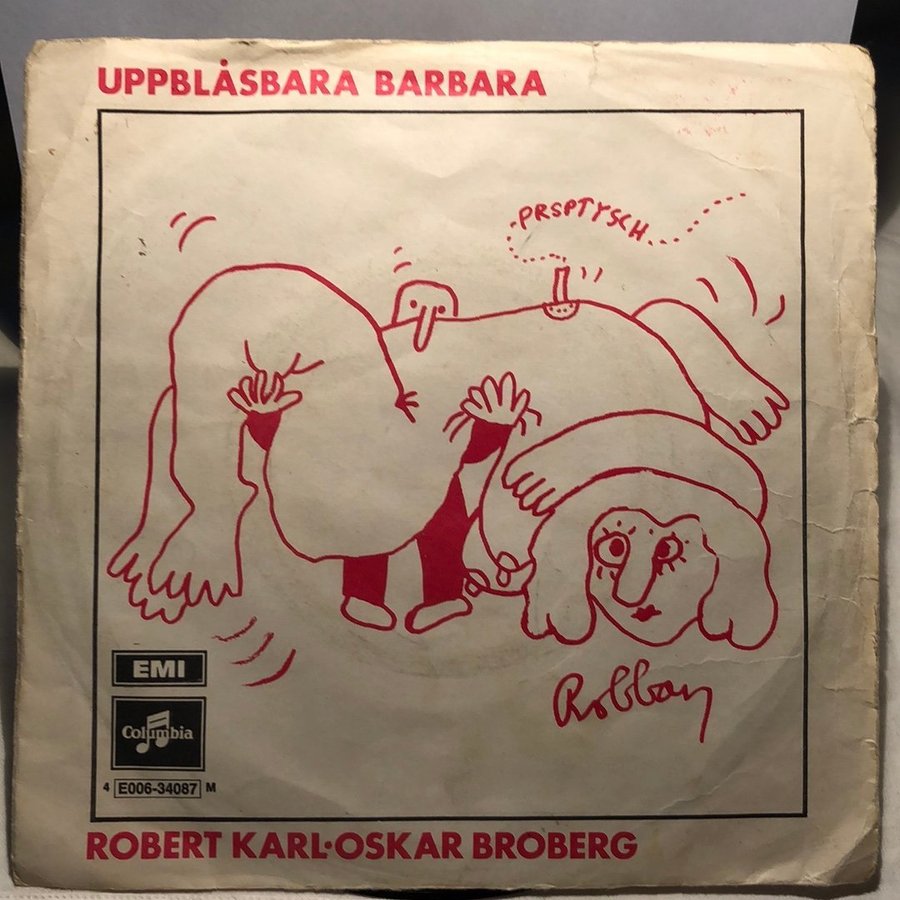 UPPBLÅSBARA BARBARA
PRSPTYSCH
Robban
EMI
Columbia
4 E006-34087 M
ROBERT KARL·OSKAR BROBERG